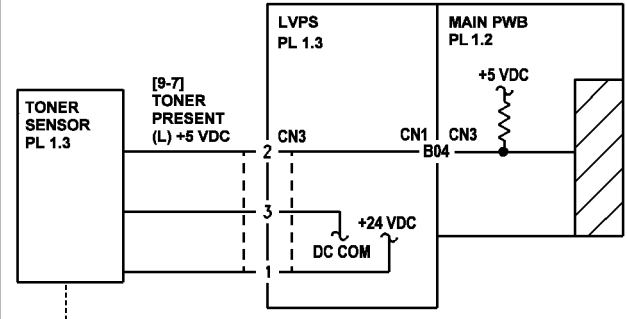 LVPS
PL 1.3
MAIN PWB
PL 1.2
+5 VDC
[9-7]
TONER
PRESENT
(L) +5 VDC
TONER
SENSOR
PL 1.3
2 CN3
CN1 CN3
B04
3
+24 VDC
DC COM
1